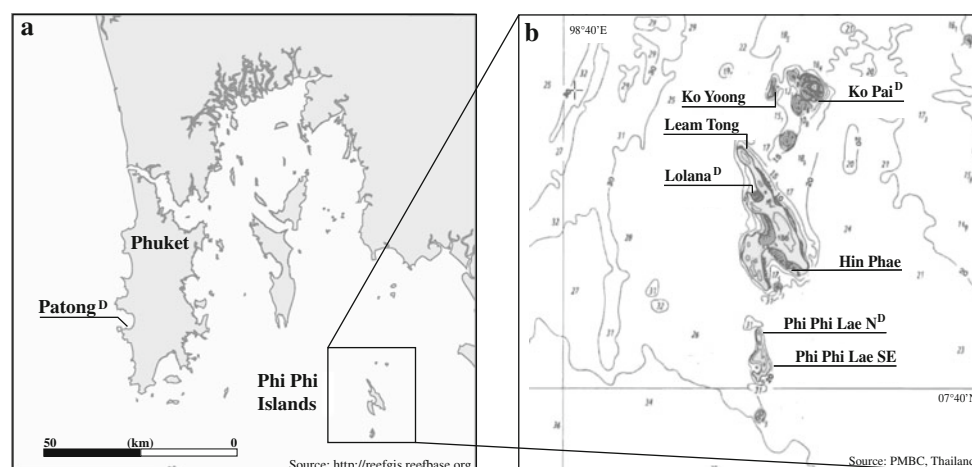 a
Phuket
Patong D
Phi Phi
Islands
50 (km) 0
Source: http://reefgis.reefbase.org
b
98°40'E
Ko Yoong
Ko Pai D
Leam Tong
Lolana D
Hin Phae
Phi Phi Lae N D
Phi Phi Lae SE
07°40'N
Source: PMBC, Thailand